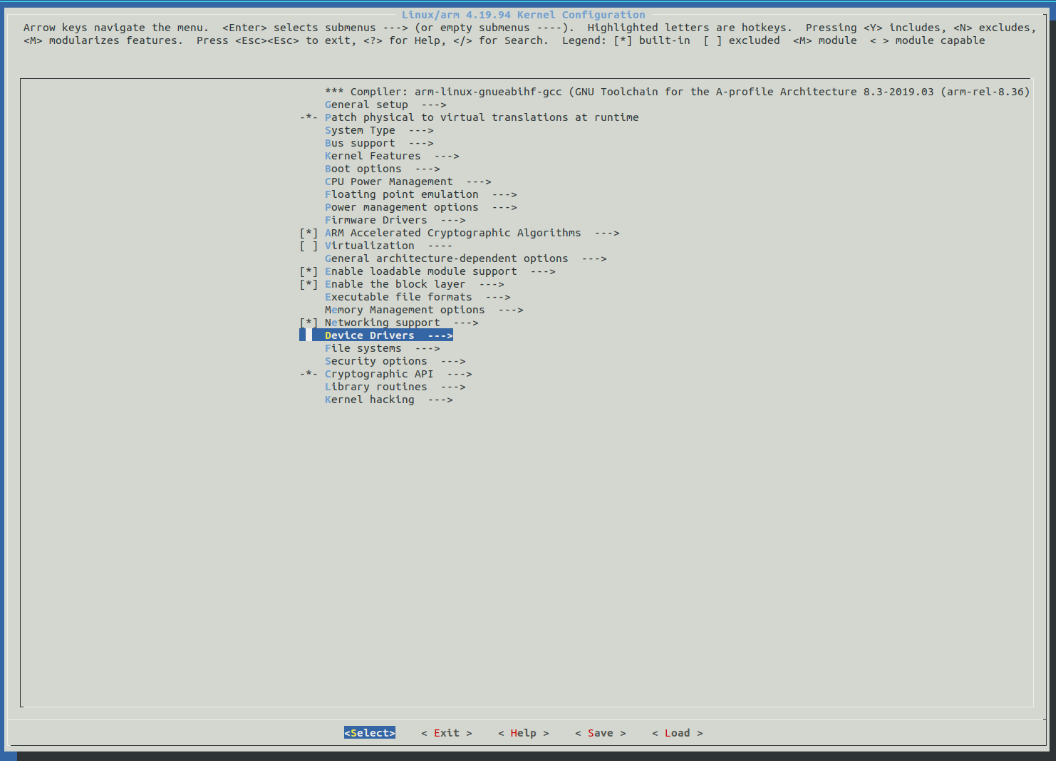 Linux/arm 4.19.94 Kernel Configuration
Arrow keys navigate the menu.  <Enter> selects submenus ---> (or empty submenus ----).  Highlighted letters are hotkeys.  Pressing <Y> includes, <N> excludes,
<M> modularizes features.  Press <Esc><Esc> to exit, <?> for Help, </> for Search.  Legend: [*] built-in  [ ] excluded  <M> module  < > module capable
*** Compiler: arm-linux-gnueabihf-gcc (GNU Toolchain for the A-profile Architecture 8.3-2019.03 (arm-rel-8.36)
General setup  --->
-*- Patch physical to virtual translations at runtime
System Type  --->
Bus support  --->
Kernel Features  --->
Boot options  --->
CPU Power Management  --->
Floating point emulation  --->
Power management options  --->
Firmware Drivers  --->
[*] ARM Accelerated Cryptographic Algorithms  --->
[ ] Virtualization  ----
General architecture-dependent options  --->
[*] Enable loadable module support  --->
[*] Enable the block layer  --->
Executable file formats  --->
Memory Management options  --->
[*] Networking support  --->
Device Drivers  --->
File systems  --->
Security options  --->
-*- Cryptographic API  --->
Library routines  --->
Kernel hacking  --->
<Select>    < Exit >    < Help >    < Save >    < Load >